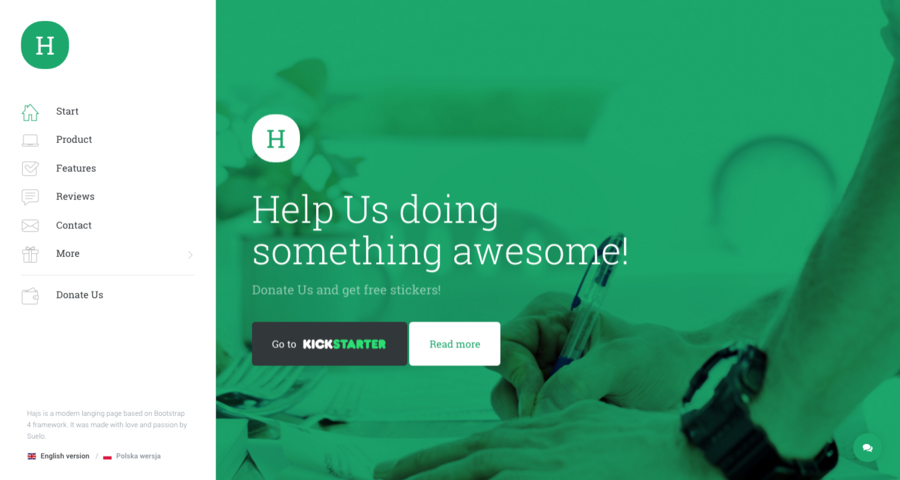 H
Start
Product
Features
Reviews
Contact
More
Donate Us
Hajs is a modern langing page based on Bootstrap
4 framework. It was made with love and passion by
Suelo.
English version / Polska wersja
H
Help Us doing
something awesome!
Donate Us and get free stickers!
Go to KICKSTARTER
Read more